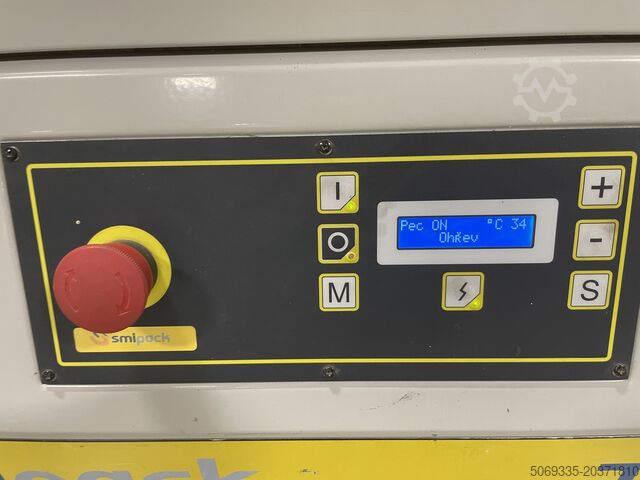 I
Pec ON °C 34
Ohřev
+
-
O
M
S
smipack
pack
5069335-20371810